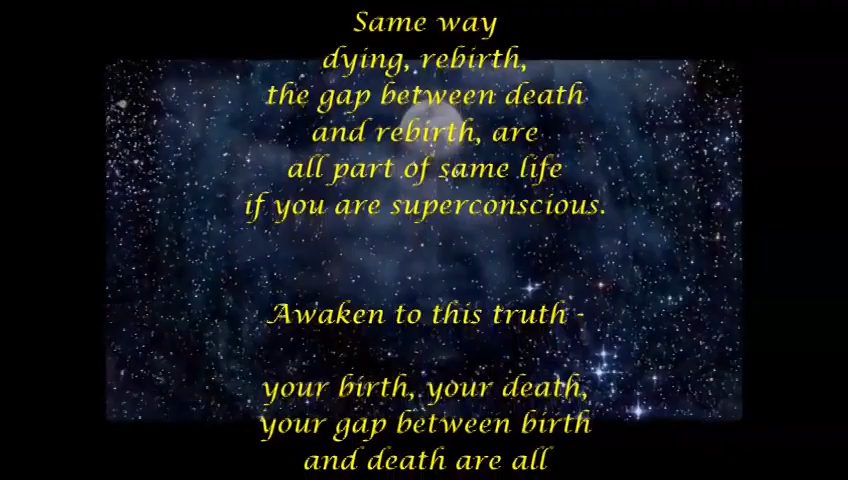 Same way
dying, rebirth,
the gap between death
and rebirth, are
all part of same life
if you are superconscious.
Awaken to this truth -
your birth, your death,
your gap between birth
and death are all